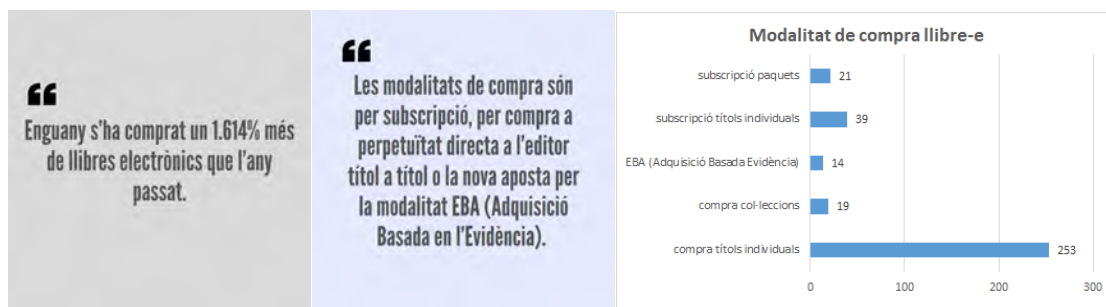 “
Enguany s’ha comprat un 1.614% més
de llibres electrònics que l’any
passat.
“
Les modalitats de compra són
per subscripció, per compra a
perpetuïtat directa a l’editor
títol a títol o la nova aposta per
la modalitat EBA (Adquisició
Basada en l’Evidència).
Modalitat de compra llibre-e
subscripció paquets 21
subscripció títols individuals 39
EBA (Adquisició Basada Evidència) 14
compra col·leccions 19
compra títols individuals 253
0 100 200 300